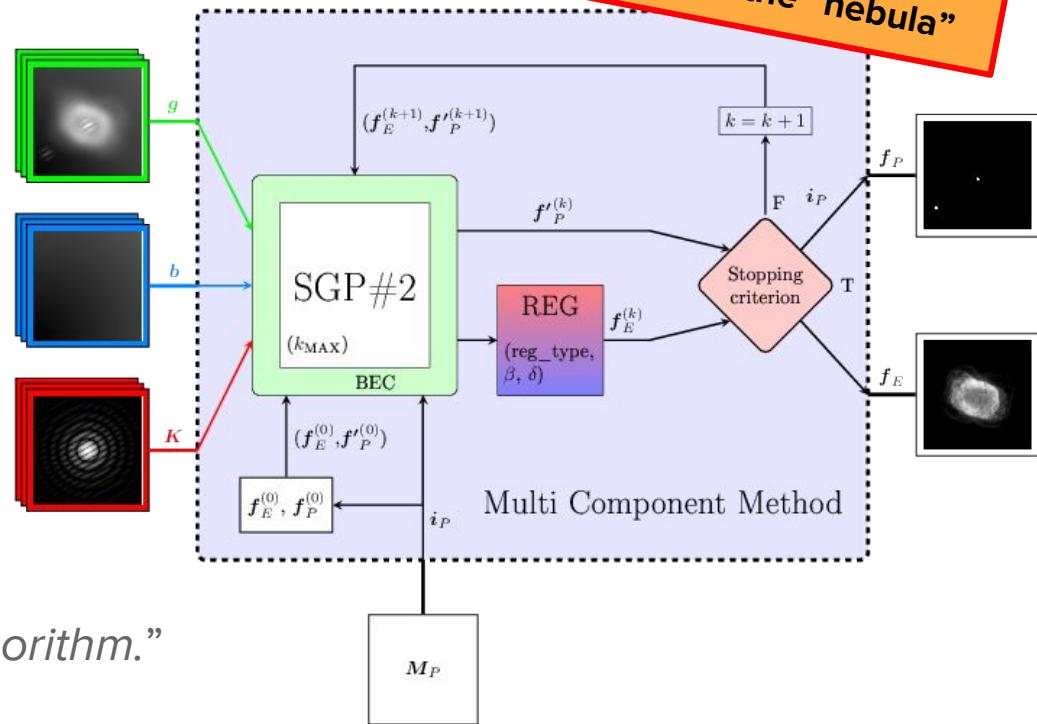 the "nebula"
g
(f_E^{(k+1)}, f'_P^{(k+1)})
k = k + 1
f_P
F
i_P
f'_P^{(k)}
b
SGP#2
(k_MAX)
BEC
REG
(reg_type,
β, δ)
f_E^{(k)}
Stopping
criterion
T
f_E
K
(f_E^{(0)}, f'_P^{(0)})
f_E^{(0)}, f_P^{(0)}
i_P
Multi Component Method
orithm."
M_P